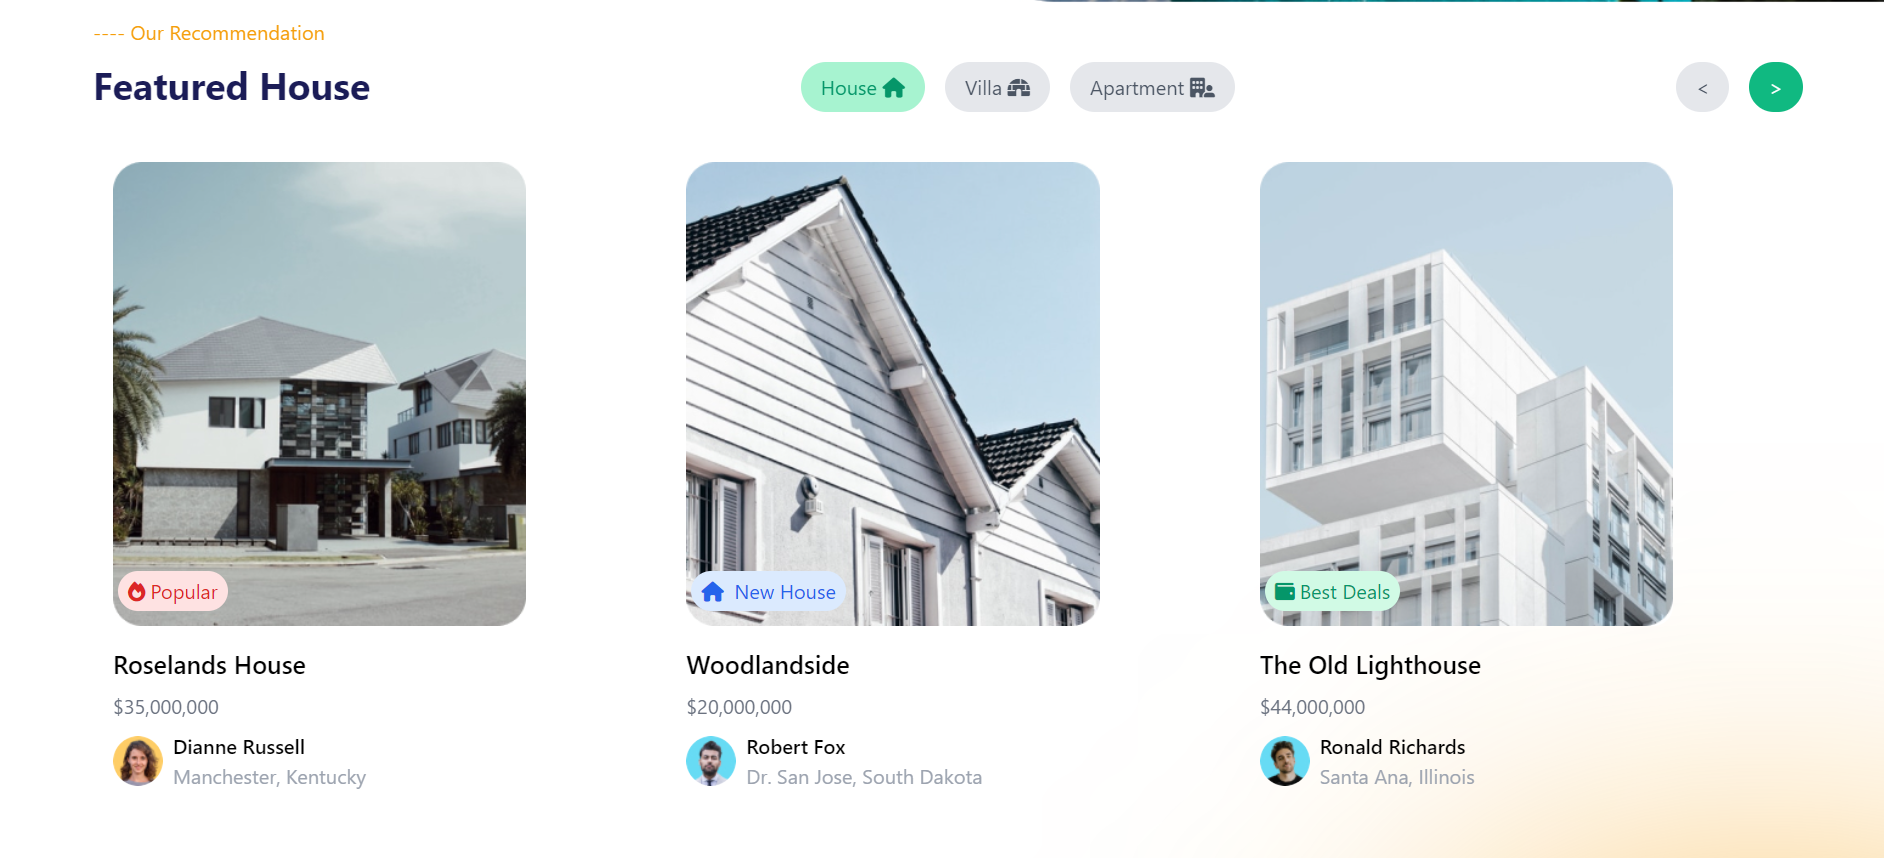 ---- Our Recommendation
Featured House
House
Villa
Apartment
<
>
Popular
New House
Best Deals
Roselands House
$35,000,000
Dianne Russell
Manchester, Kentucky
Woodlandside
$20,000,000
Robert Fox
Dr. San Jose, South Dakota
The Old Lighthouse
$44,000,000
Ronald Richards
Santa Ana, Illinois